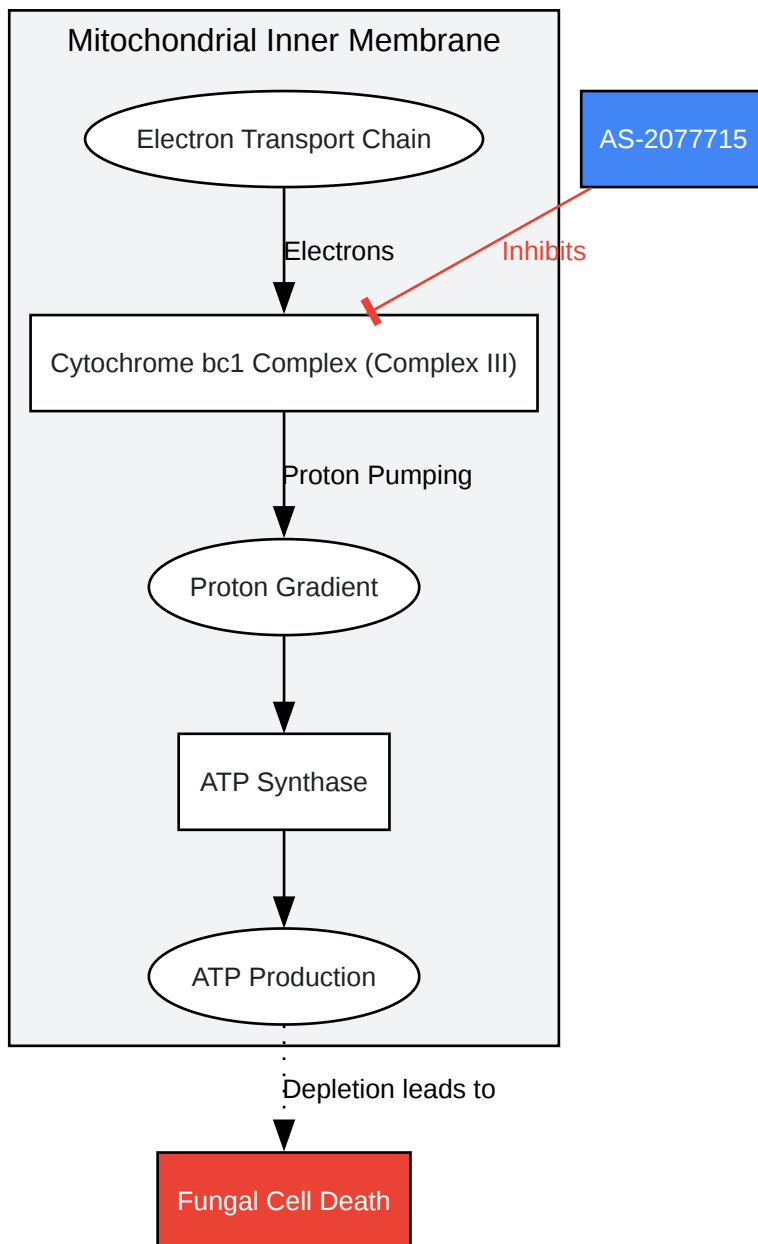 Mitochondrial Inner Membrane
Electron Transport Chain
AS-2077715
Electrons
Inhibits
Cytochrome bc1 Complex (Complex III)
Proton Pumping
Proton Gradient
ATP Synthase
ATP Production
Depletion leads to
Fungal Cell Death